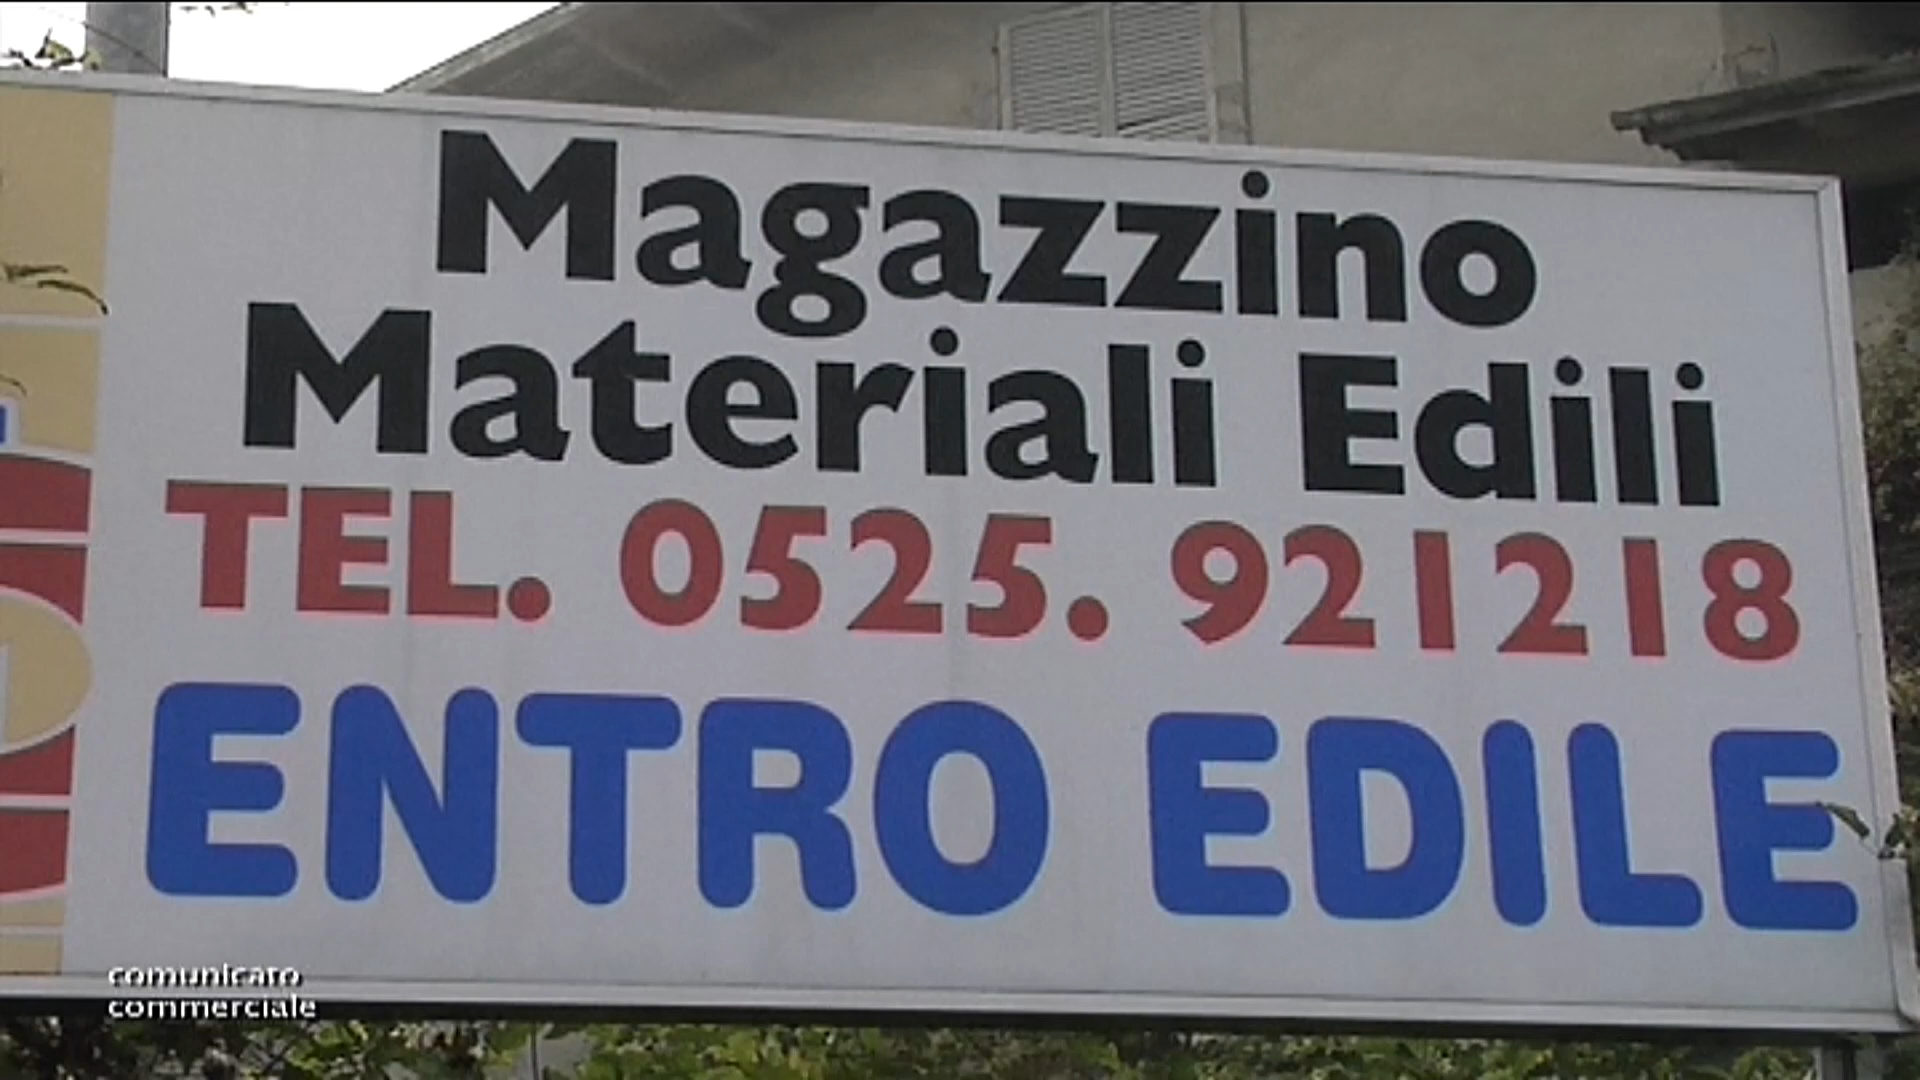 Magazzino
Materiali Edili
TEL. 0525. 921218
ENTRO EDILE
comunicato
commerciale